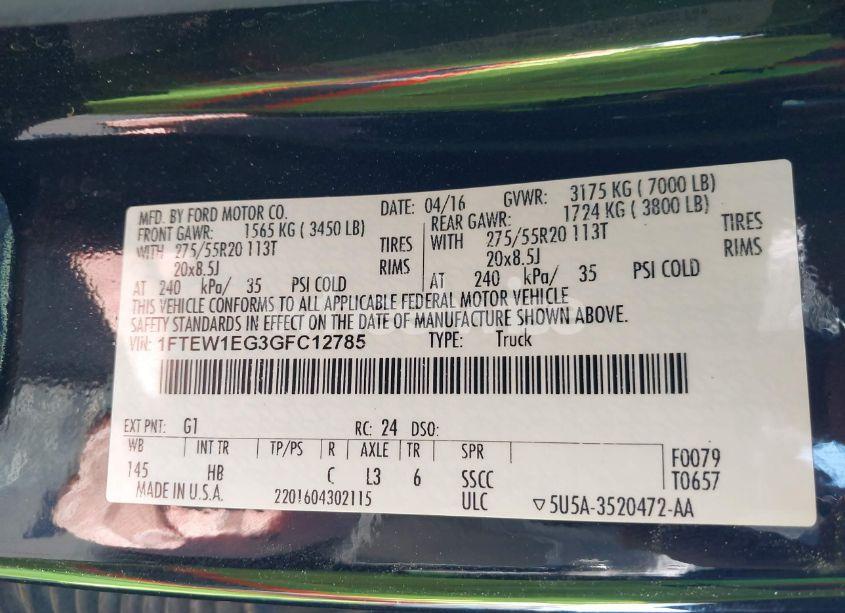 MFD. BY FORD MOTOR CO. DATE: 04/16 GVWR: 3175 KG ( 7000 LB)
FRONT GAWR: 1565 KG ( 3450 LB) REAR GAWR: 1724 KG ( 3800 LB)
WITH 275/55R20 113T TIRES WITH 275/55R20 113T TIRES
20x8.5J RIMS 20x8.5J RIMS
AT 240 kPa/ 35 PSI COLD AT 240 kPa/ 35 PSI COLD
THIS VEHICLE CONFORMS TO ALL APPLICABLE FEDERAL MOTOR VEHICLE
SAFETY STANDARDS IN EFFECT ON THE DATE OF MANUFACTURE SHOWN ABOVE.
VIN: 1FTEW1EG3GFC12785 TYPE: Truck
EXT PNT: G1 RC: 24 DSO:
WB INT TR TP/PS R AXLE TR SPR F0079
145 HB C L3 6 SSCC T0657
MADE IN U.S.A. 2201604302115 ULC ▽5U5A-3520472-AA